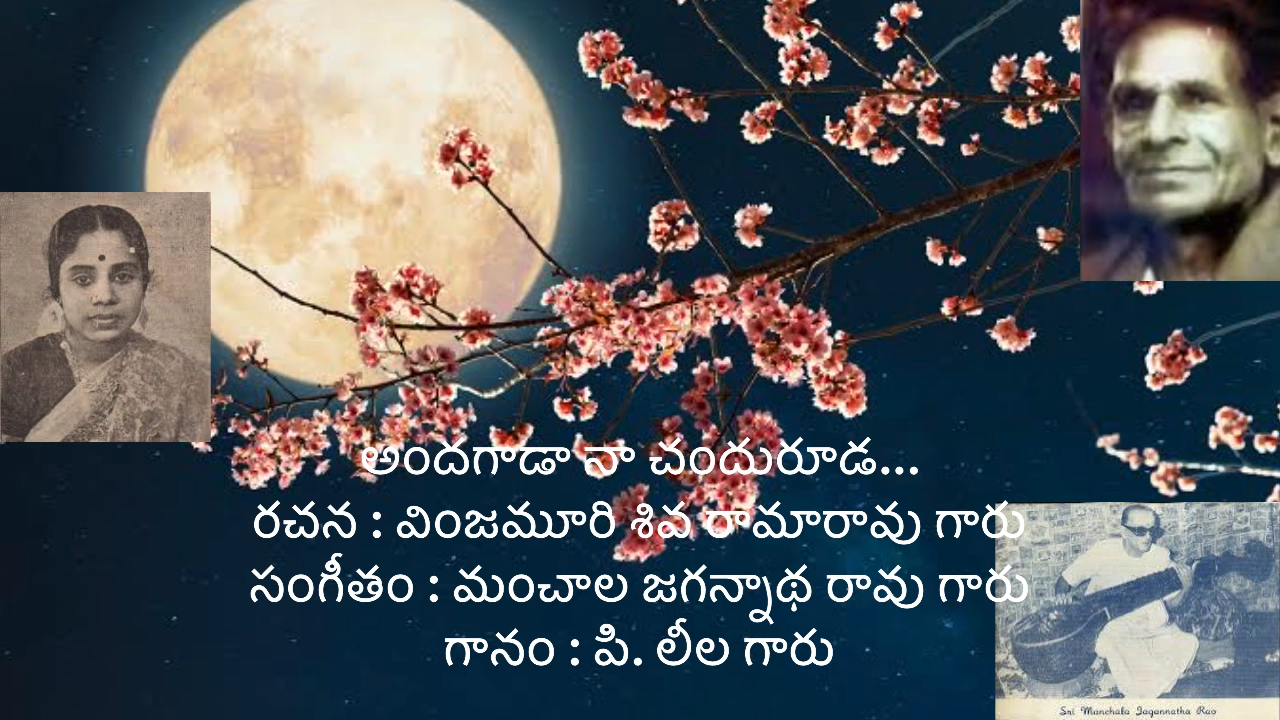 అందగాడా నా చందురూడ...
రచన : వింజమూరి శివ రామారావు గారు
సంగీతం : మంచాల జగన్నాథ రావు గారు
గానం : పి. లీల గారు
Sri Manchala Jagannatha Rao